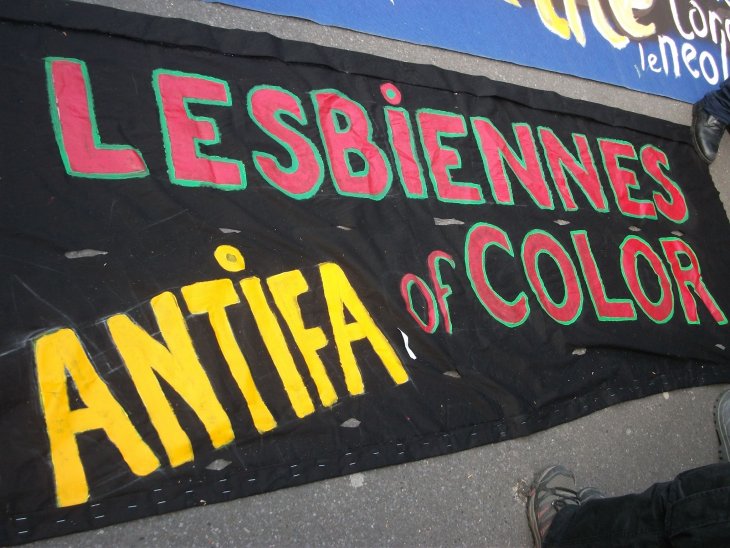 LESBiENNES
of COLOR
ANTiFA